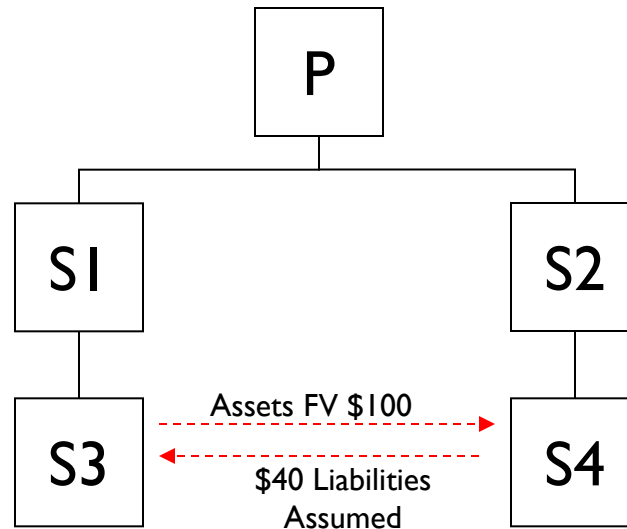 P
S1
S2
Assets FV $100
S3
S4
$40 Liabilities
Assumed